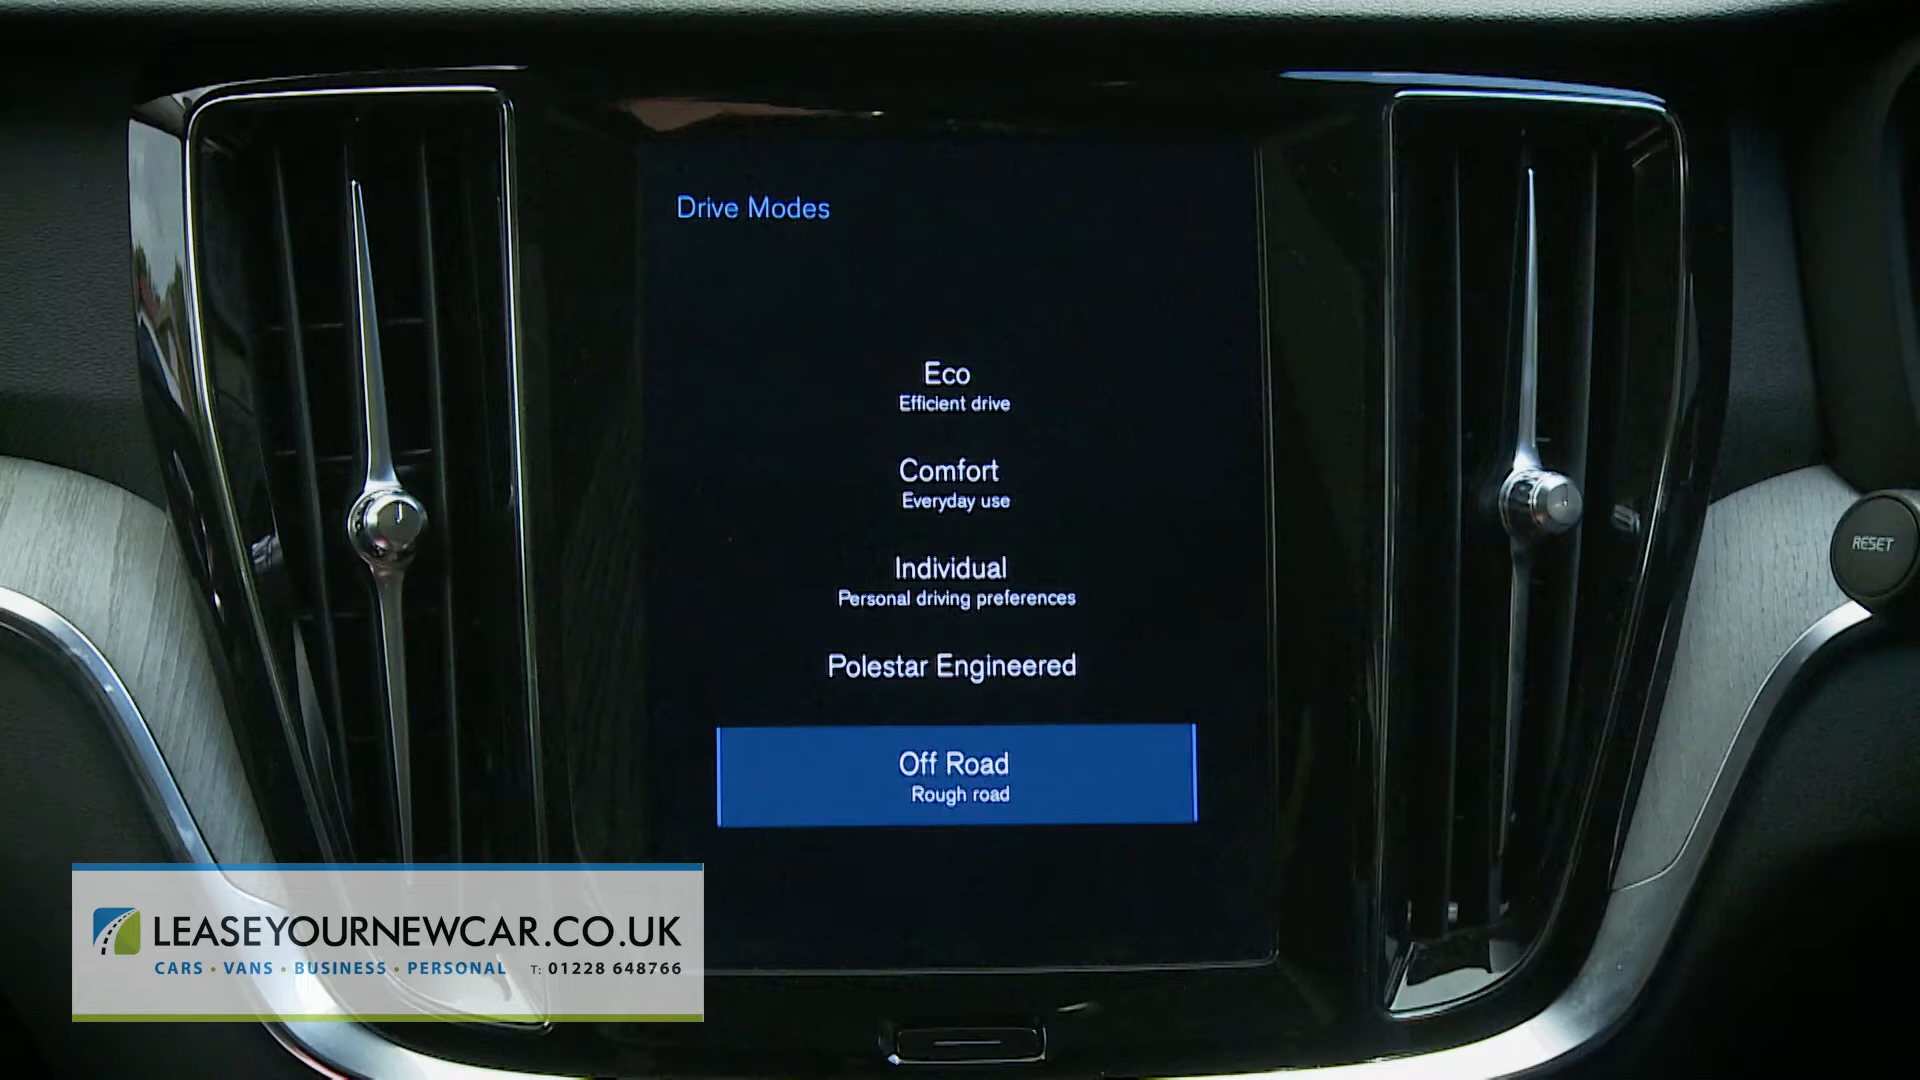 Drive Modes
Eco
Efficient drive
Comfort
Everyday use
Individual
Personal driving preferences
Polestar Engineered
Off Road
Rough road
RESET
LEASEYOURNEWCAR.CO.UK
CARS • VANS • BUSINESS • PERSONAL T: 01228 648766